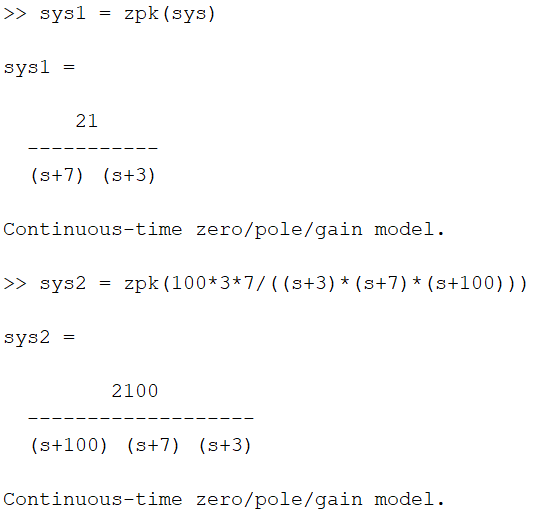 >> sys1 = zpk(sys)
sys1 =
21
-----------
(s+7) (s+3)
Continuous-time zero/pole/gain model.
>> sys2 = zpk(100*3*7/((s+3)*(s+7)*(s+100)))
sys2 =
2100
-------------------
(s+100) (s+7) (s+3)
Continuous-time zero/pole/gain model.